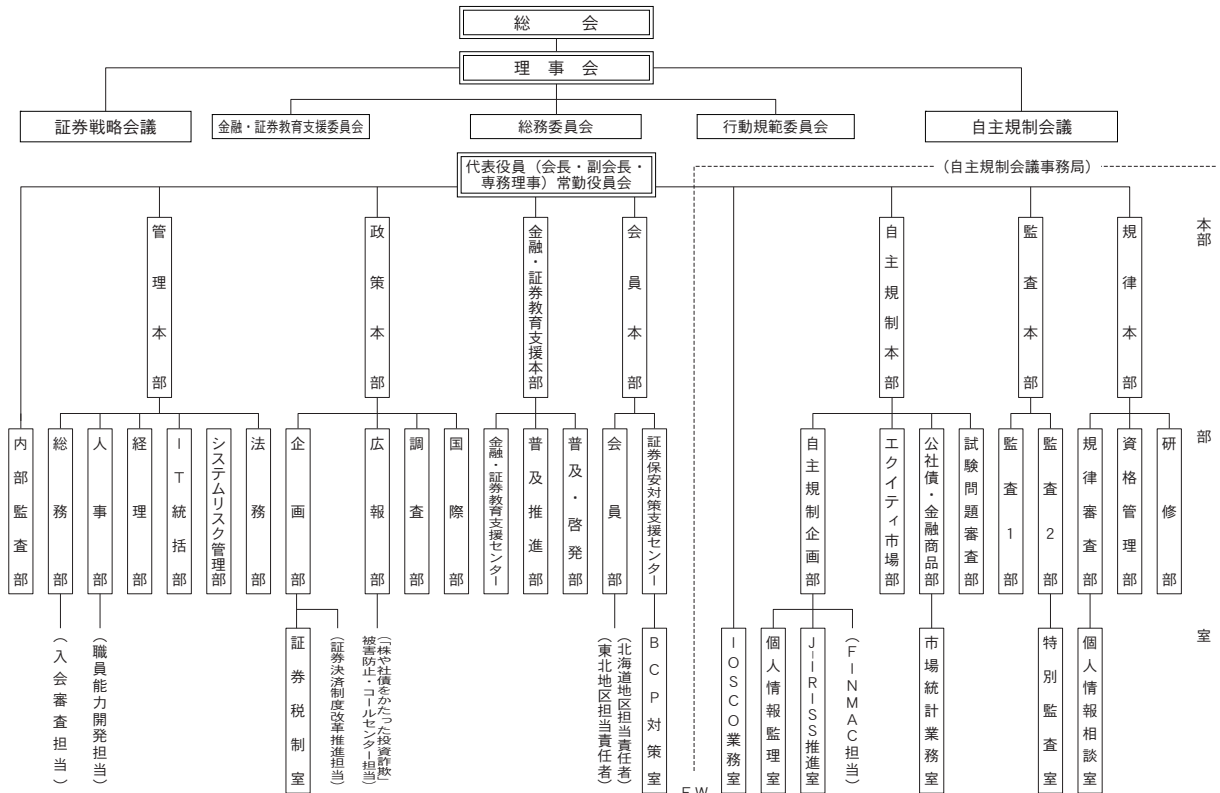 総会
理事会
証券戦略会議
金融・証券教育支援委員会
総務委員会
行動規範委員会
自主規制会議
代表役員（会長・副会長・
専務理事）常勤役員会
（自主規制会議事務局）
管理本部
政策本部
金融・証券教育支援本部
会員本部
自主規制本部
監査本部
規律本部
本部
内部監査部
総務部
人事部
経理部
IT統括部
システムリスク管理部
法務部
企画部
広報部
調査部
国際部
金融・証券教育支援センター
普及推進部
普及・啓発部
会員部
証券保安対策支援センター
自主規制企画部
エクイティ市場部
公社債・金融商品部
試験問題審査部
監査1部
監査2部
規律審査部
資格管理部
研修部
部
（入会審査担当）
（職員能力開発担当）
証券税制室
（証券決済制度改革推進担当）
（「株や社債をかたった投資詐欺」
被害防止・コールセンター担当）
（北海道地区担当責任者）
（東北地区担当責任者）
BCP対策室
IOSCO業務室
個人情報監理室
J-IRISS推進室
（FINMAC担当）
市場統計業務室
特別監査室
個人情報相談室
室
F.W